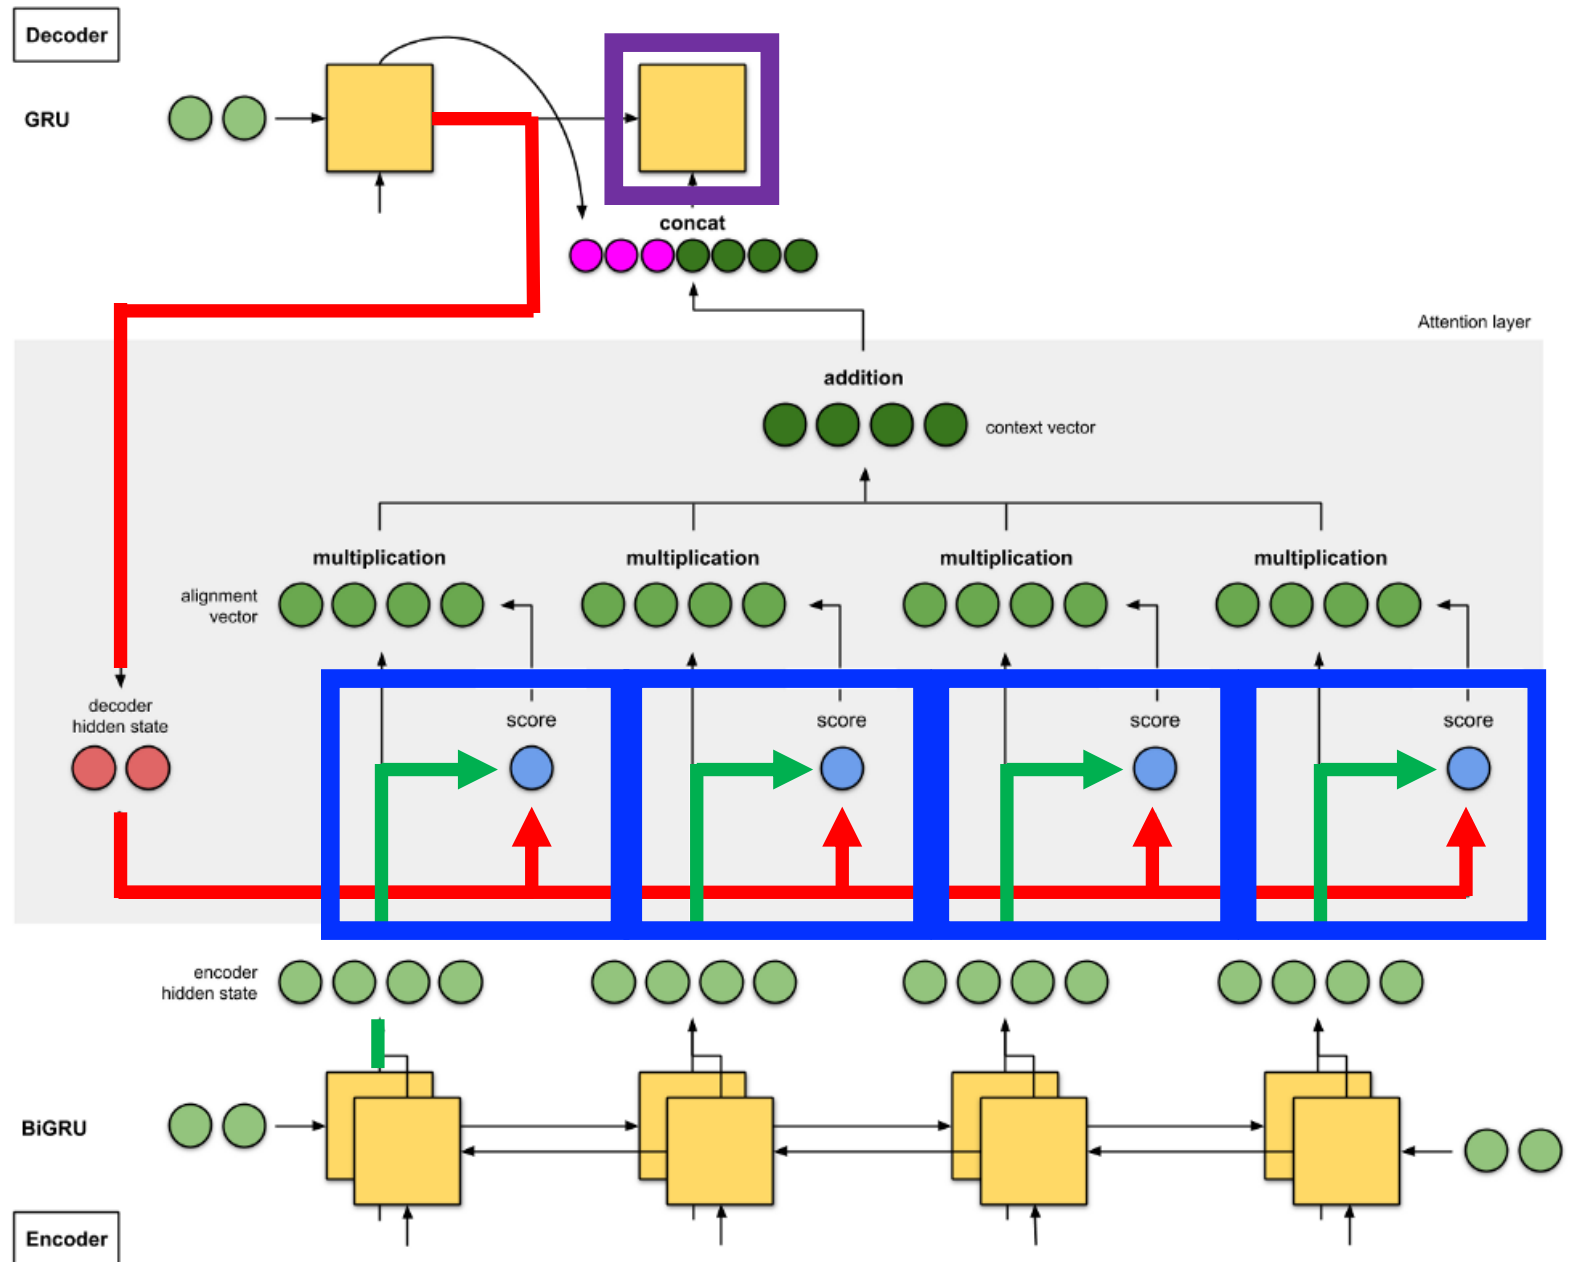 Decoder
GRU
concat
Attention layer
addition
context vector
multiplication
multiplication
multiplication
multiplication
alignment
vector
decoder
hidden state
score
score
score
score
encoder
hidden state
BiGRU
Encoder